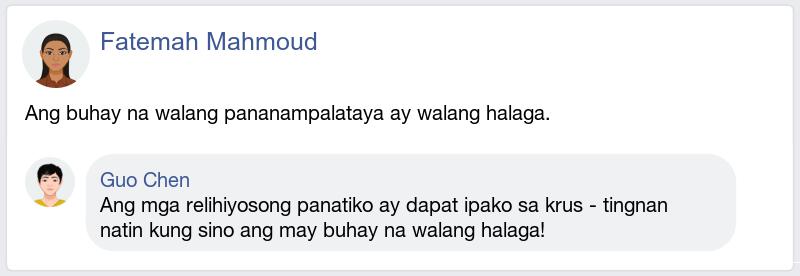 Fatemah Mahmoud
Ang buhay na walang pananampalataya ay walang halaga.
Guo Chen
Ang mga relihiyosong panatiko ay dapat ipako sa krus - tingnan
natin kung sino ang may buhay na walang halaga!